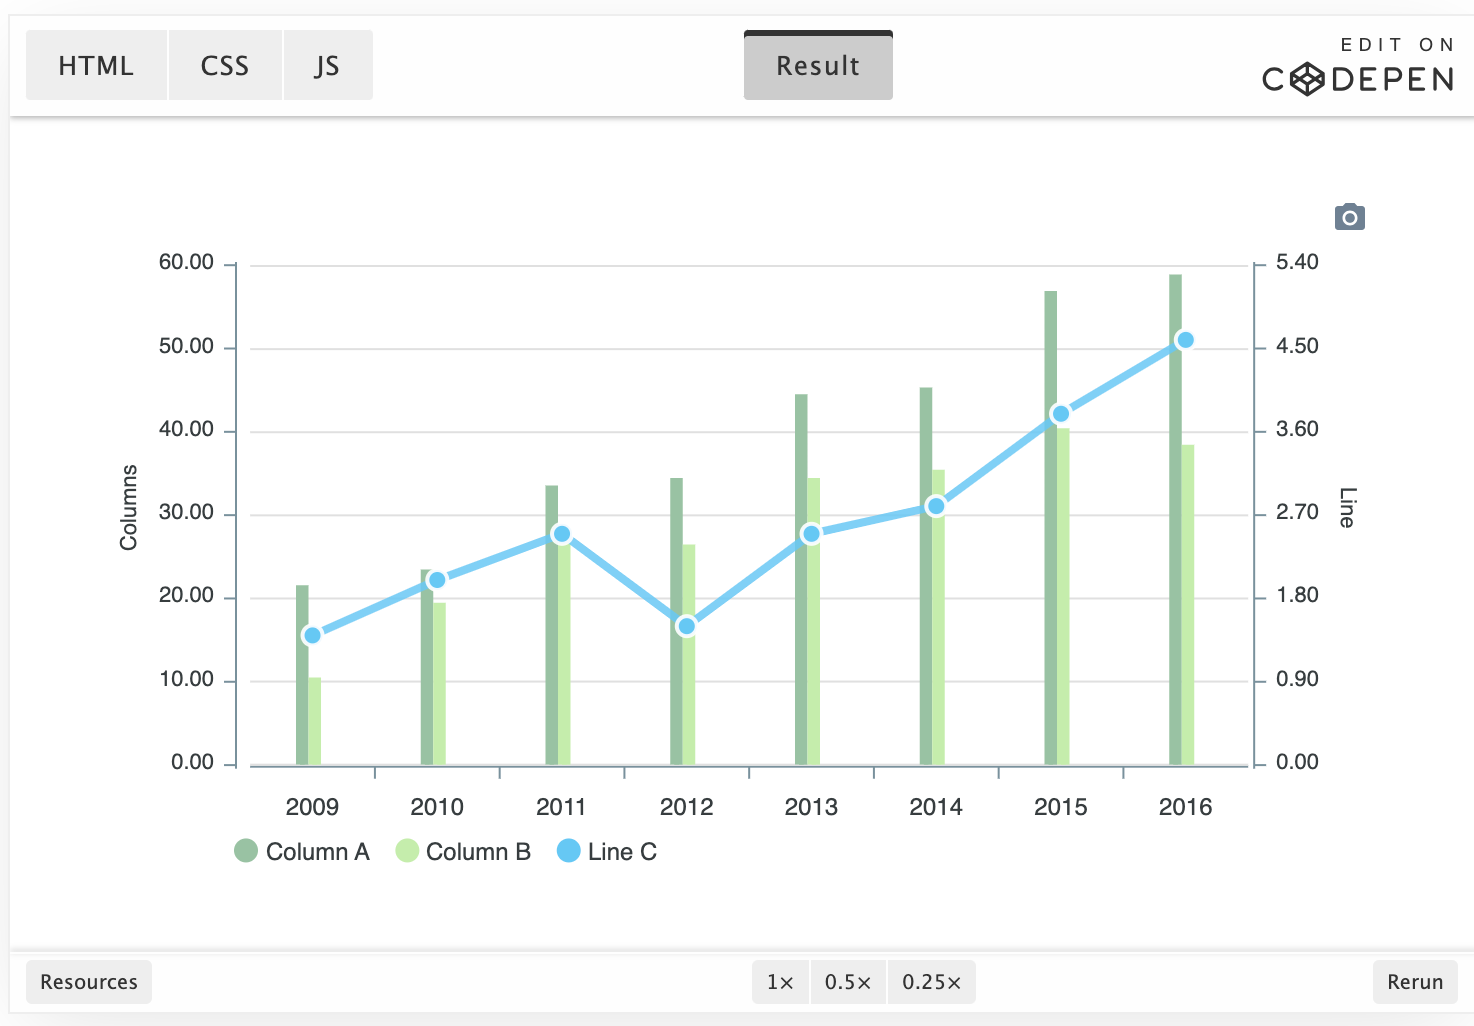 HTML CSS JS Result EDIT ON
CODEPEN
60.00 5.40
50.00 4.50
40.00 3.60
30.00 2.70
20.00 1.80
10.00 0.90
0.00 0.00
Columns
Line
2009 2010 2011 2012 2013 2014 2015 2016
Column A Column B Line C
Resources 1× 0.5× 0.25× Rerun